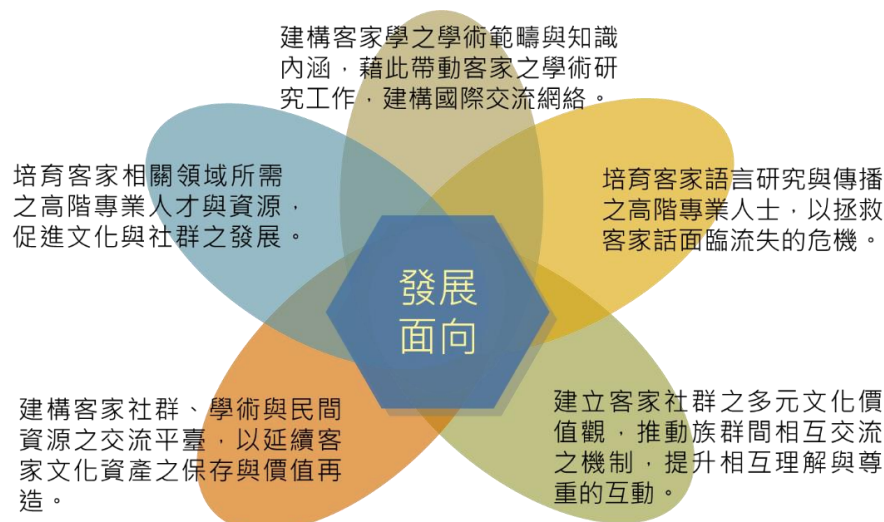 建構客家學之學術範疇與知識
內涵，藉此帶動客家之學術研
究工作，建構國際交流網絡。
培育客家相關領域所需
之高階專業人才與資源，
促進文化與社群之發展。
培育客家語言研究與傳播
之高階專業人士，以拯救
客家話面臨流失的危機。
發展
面向
建構客家社群、學術與民間
資源之交流平臺，以延續客
家文化資產之保存與價值再
造。
建立客家社群之多元文化價
值觀，推動族群間相互交流
之機制，提升相互理解與尊
重的互動。